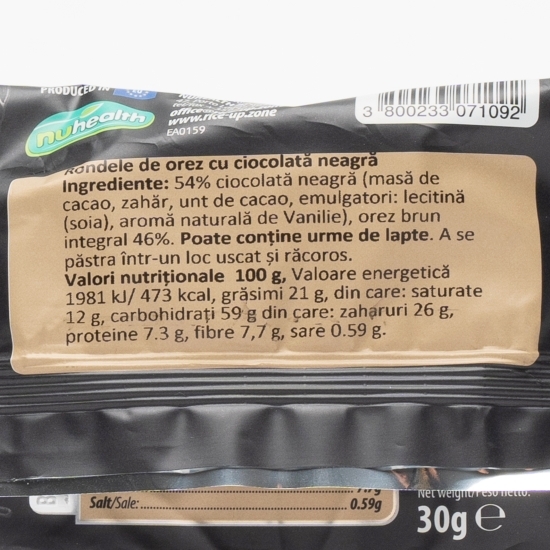 PRODUCED IN
nuhealth
www.rice-up.zone
EA0159
3 800233 071092
Rondele de orez cu ciocolată neagră
Ingrediente: 54% ciocolată neagră (masă de
cacao, zahăr, unt de cacao, emulgatori: lecitină
(soia), aromă naturală de Vanilie), orez brun
integral 46%. Poate conține urme de lapte. A se
păstra într-un loc uscat și răcoros.
Valori nutriționale 100 g, Valoare energetică
1981 kJ/ 473 kcal, grăsimi 21 g, din care: saturate
12 g, carbohidrați 59 g din care: zaharuri 26 g,
proteine 7.3 g, fibre 7,7 g, sare 0.59 g.
Salt/Sale: 0.59g
Net weight/Peso netto:
30g ℮